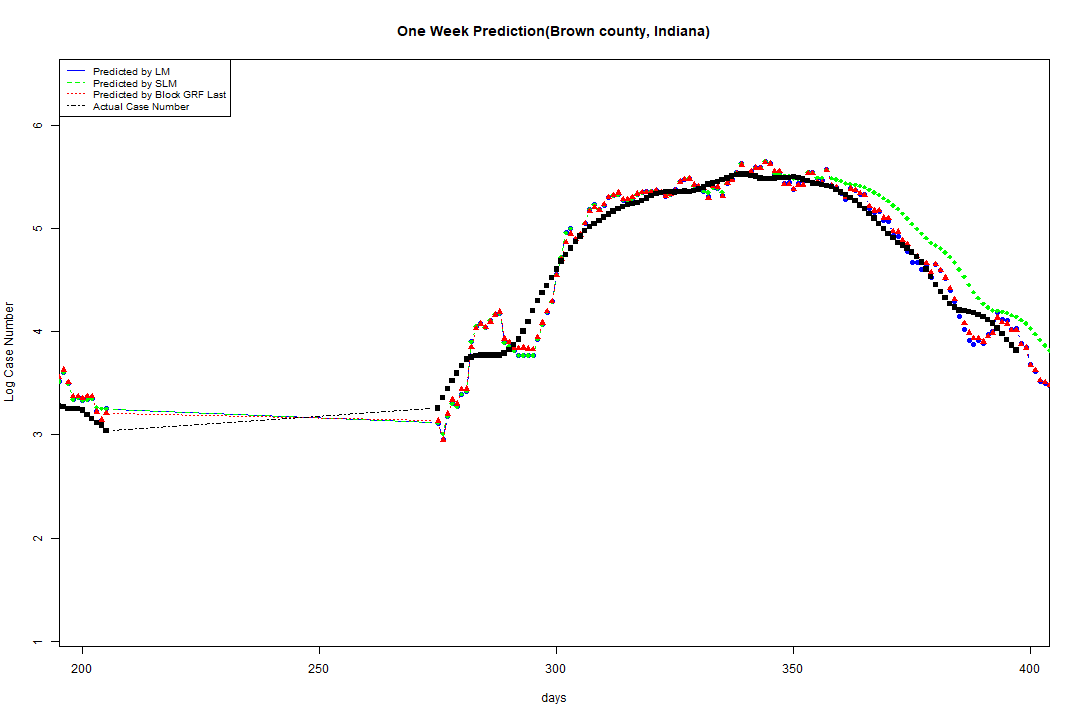 One Week Prediction(Brown county, Indiana)
Predicted by LM
Predicted by SLM
Predicted by Block GRF Last
Actual Case Number
Log Case Number
6
5
4
3
2
1
200 250 300 350 400
days